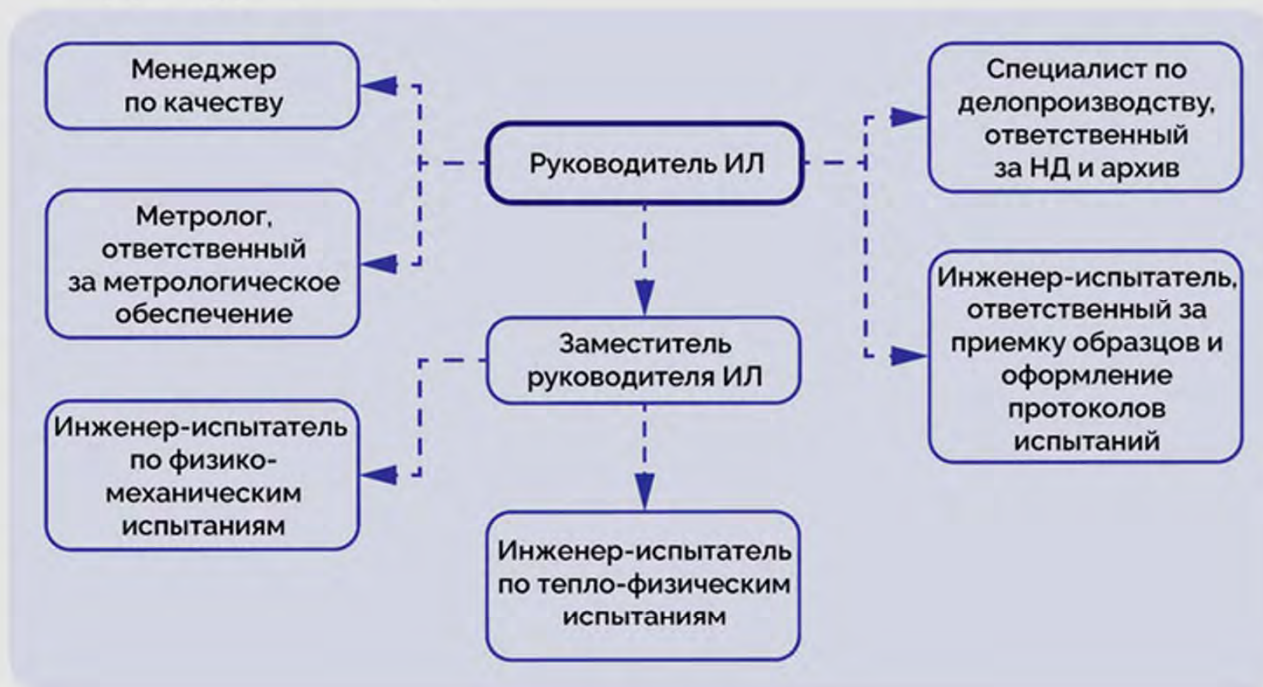 Менеджер
по качеству
Руководитель ИЛ
Специалист по
делопроизводству,
ответственный
за НД и архив
Метролог,
ответственный
за метрологическое
обеспечение
Инженер-испытатель,
ответственный за
приемку образцов и
оформление
протоколов
испытаний
Заместитель
руководителя ИЛ
Инженер-испытатель
по физико-
механическим
испытаниям
Инженер-испытатель
по тепло-физическим
испытаниям